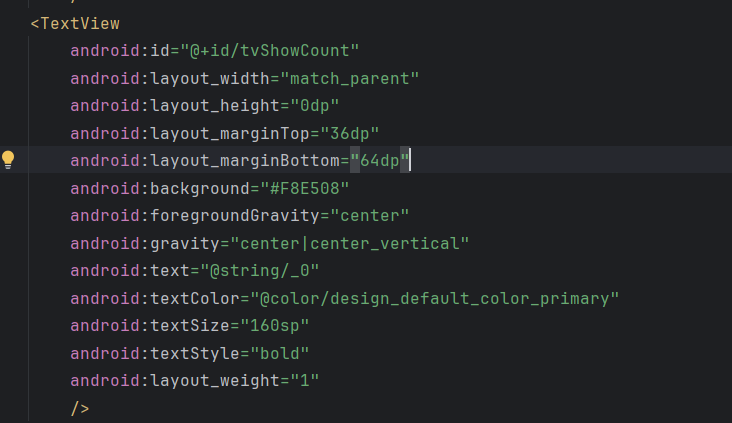 <TextView
android:id="@+id/tvShowCount"
android:layout_width="match_parent"
android:layout_height="0dp"
android:layout_marginTop="36dp"
android:layout_marginBottom="64dp"
android:background="#F8E508"
android:foregroundGravity="center"
android:gravity="center|center_vertical"
android:text="@string/_0"
android:textColor="@color/design_default_color_primary"
android:textSize="160sp"
android:textStyle="bold"
android:layout_weight="1"
/>